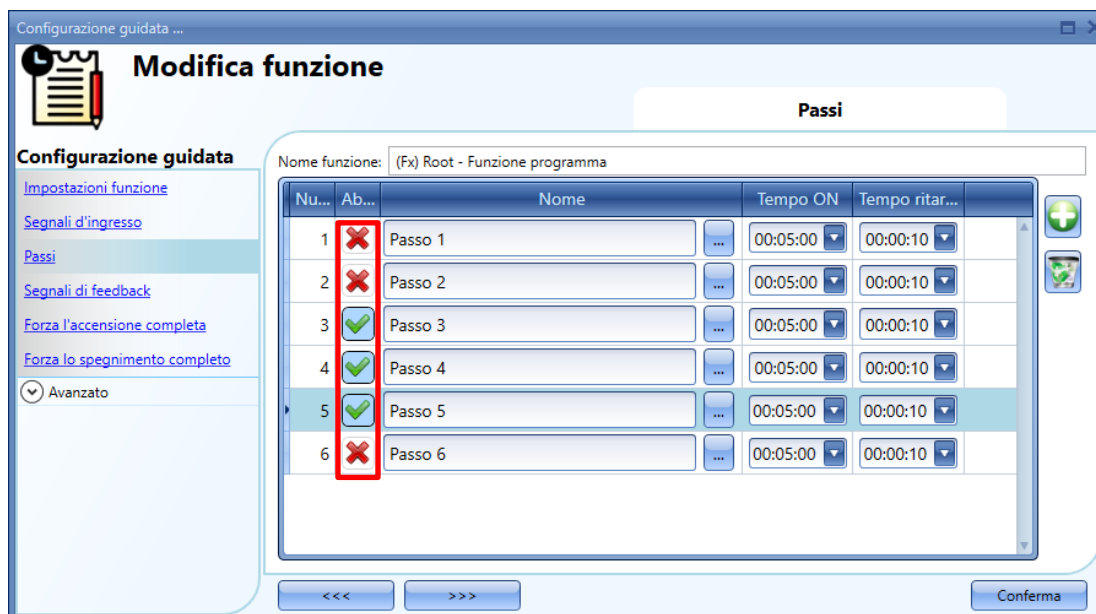 Configurazione guidata ...
Modifica funzione
Passi
Configurazione guidata
Impostazioni funzione
Segnali d'ingresso
Passi
Segnali di feedback
Forza l'accensione completa
Forza lo spegnimento completo
Avanzato
Nome funzione: (Fx) Root - Funzione programma
Nu... Ab... Nome Tempo ON Tempo ritar...
1 Passo 1 ... 00:05:00 00:00:10
2 Passo 2 ... 00:05:00 00:00:10
3 Passo 3 ... 00:05:00 00:00:10
4 Passo 4 ... 00:05:00 00:00:10
5 Passo 5 ... 00:05:00 00:00:10
6 Passo 6 ... 00:05:00 00:00:10
<<< >>> Conferma